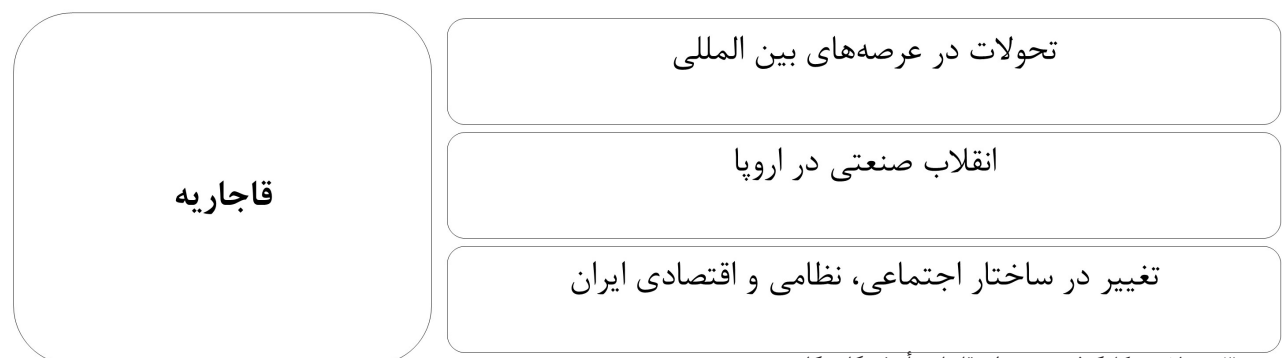 تحولات در عرصه‌های بین المللی
انقلاب صنعتی در اروپا
قاجاریه
تغییر در ساختار اجتماعی، نظامی و اقتصادی ایران